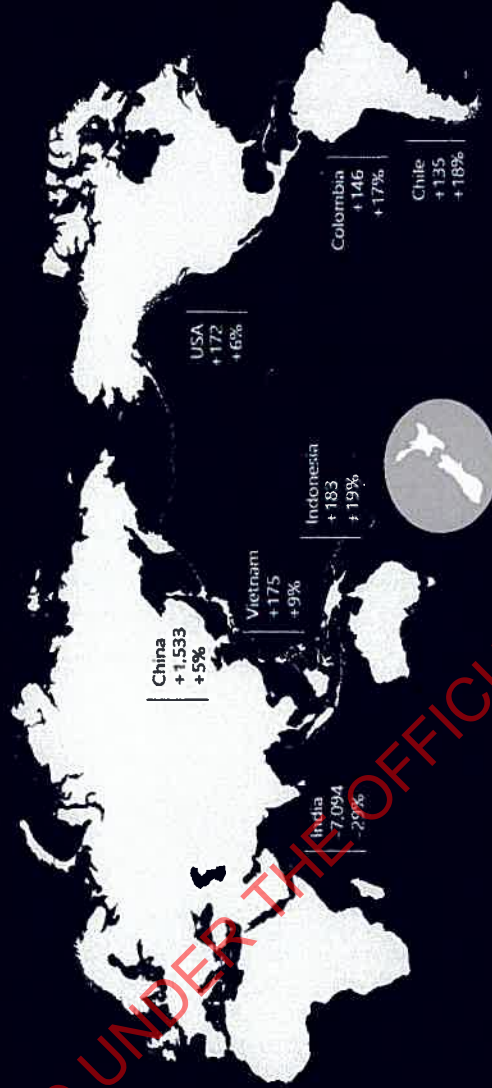 USA
+172
+6%
Colombia
+146
+17%
Chile
+135
+18%
China
+1,533
+5%
Vietnam
+175
+9%
Indonesia
+183
+19%
India
-7,094
-29%
UNDER THE OFFICI